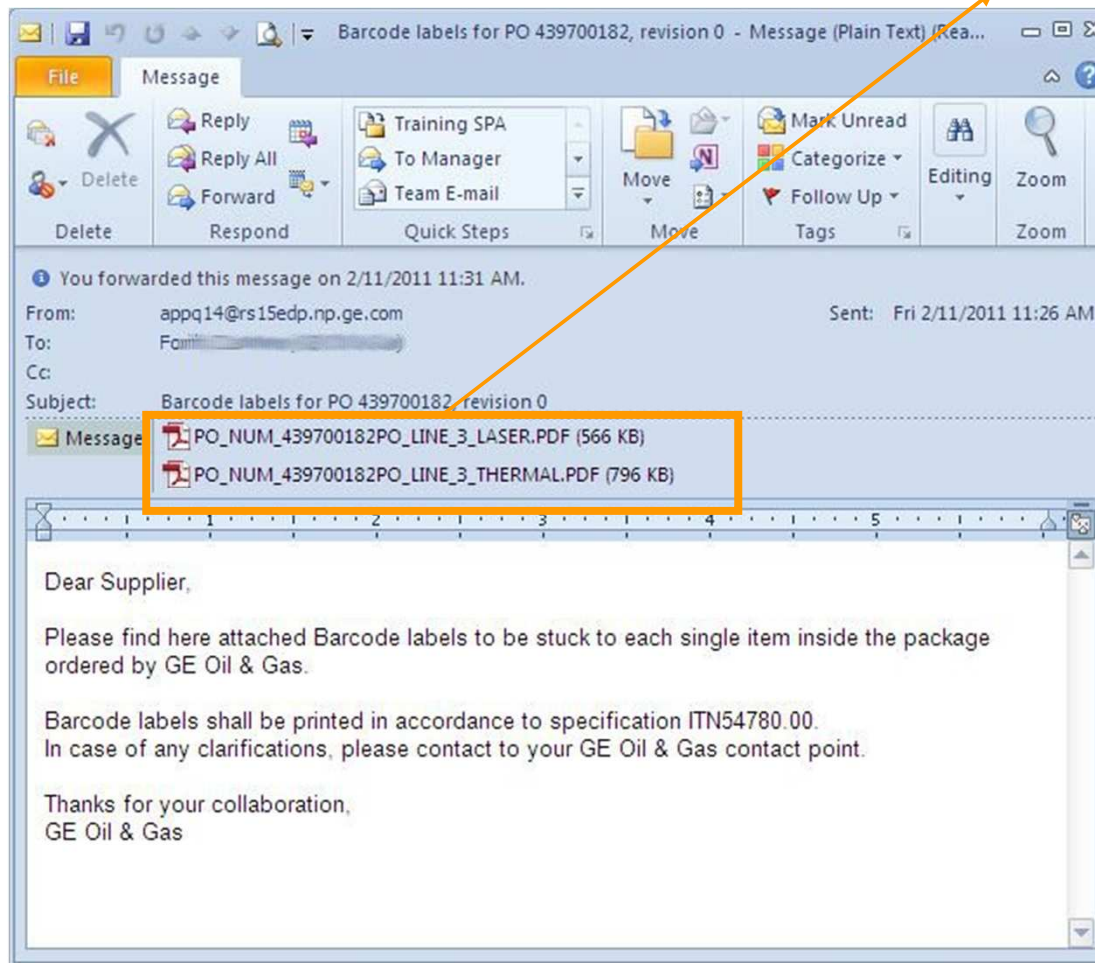 Barcode labels for PO 439700182, revision 0 - Message (Plain Text) (Rea...
File Message
Reply
Reply All
Forward
Delete
Training SPA
To Manager
Team E-mail
Move
Mark Unread
Categorize
Follow Up
Editing
Zoom
Delete Respond Quick Steps Move Tags Zoom
You forwarded this message on 2/11/2011 11:31 AM.
From: appq14@rs15edp.np.ge.com Sent: Fri 2/11/2011 11:26 AM
To:
Cc:
Subject: Barcode labels for PO 439700182, revision 0
Message PO_NUM_439700182PO_LINE_3_LASER.PDF (566 KB)
PO_NUM_439700182PO_LINE_3_THERMAL.PDF (796 KB)
1 2 3 4 5
Dear Supplier,
Please find here attached Barcode labels to be stuck to each single item inside the package
ordered by GE Oil & Gas.
Barcode labels shall be printed in accordance to specification ITN54780.00.
In case of any clarifications, please contact to your GE Oil & Gas contact point.
Thanks for your collaboration,
GE Oil & Gas